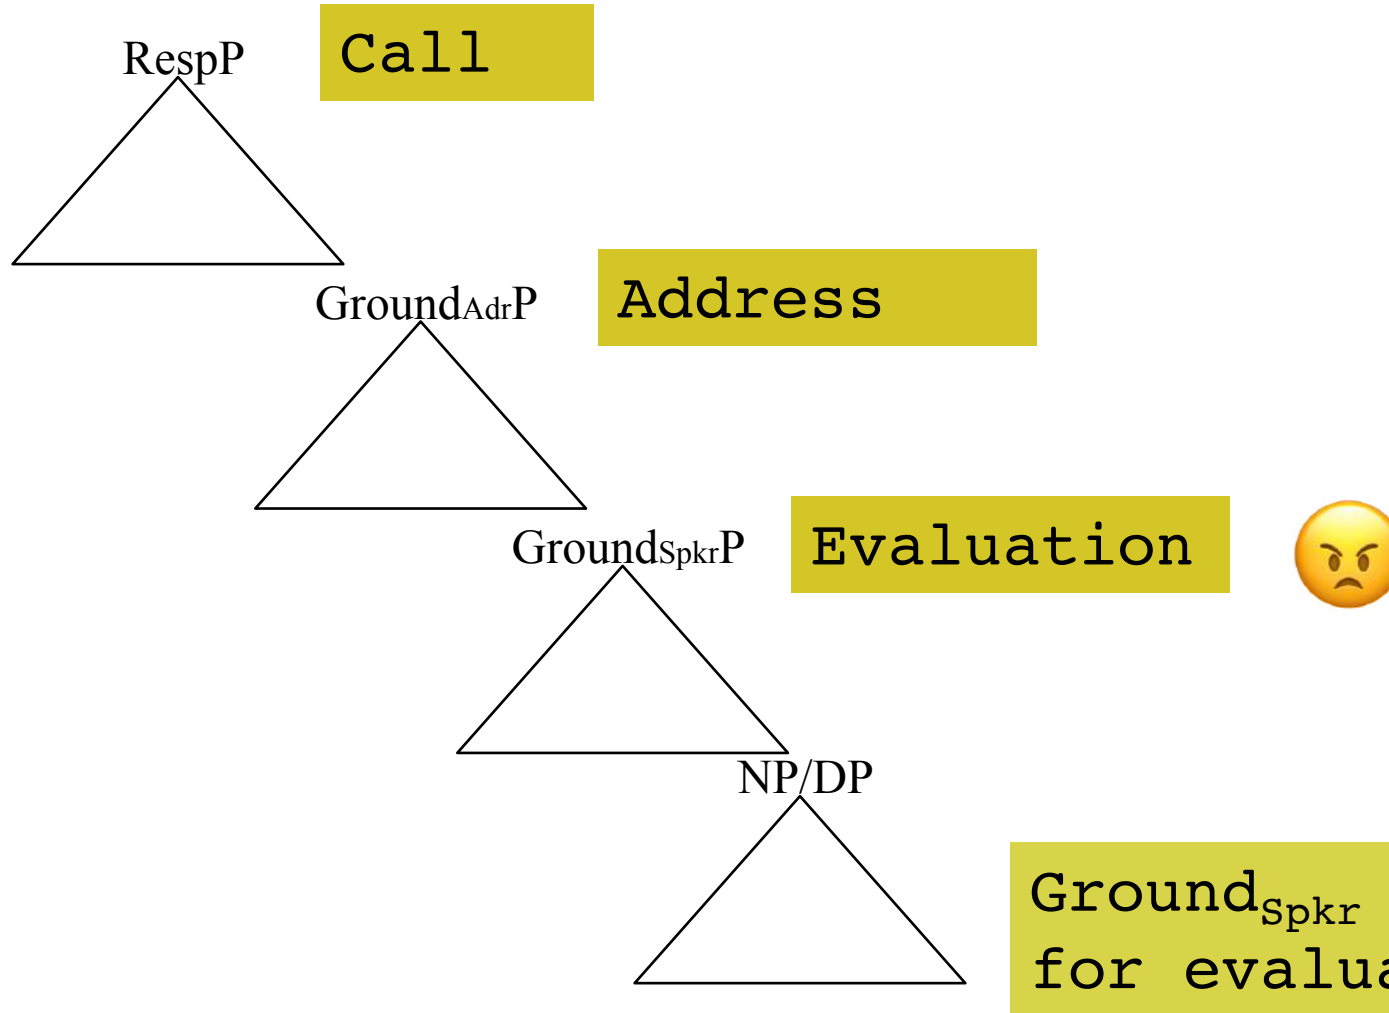 RespP Call
GroundAdrP Address
GroundSpkrP Evaluation
NP/DP
GroundSpkr
for